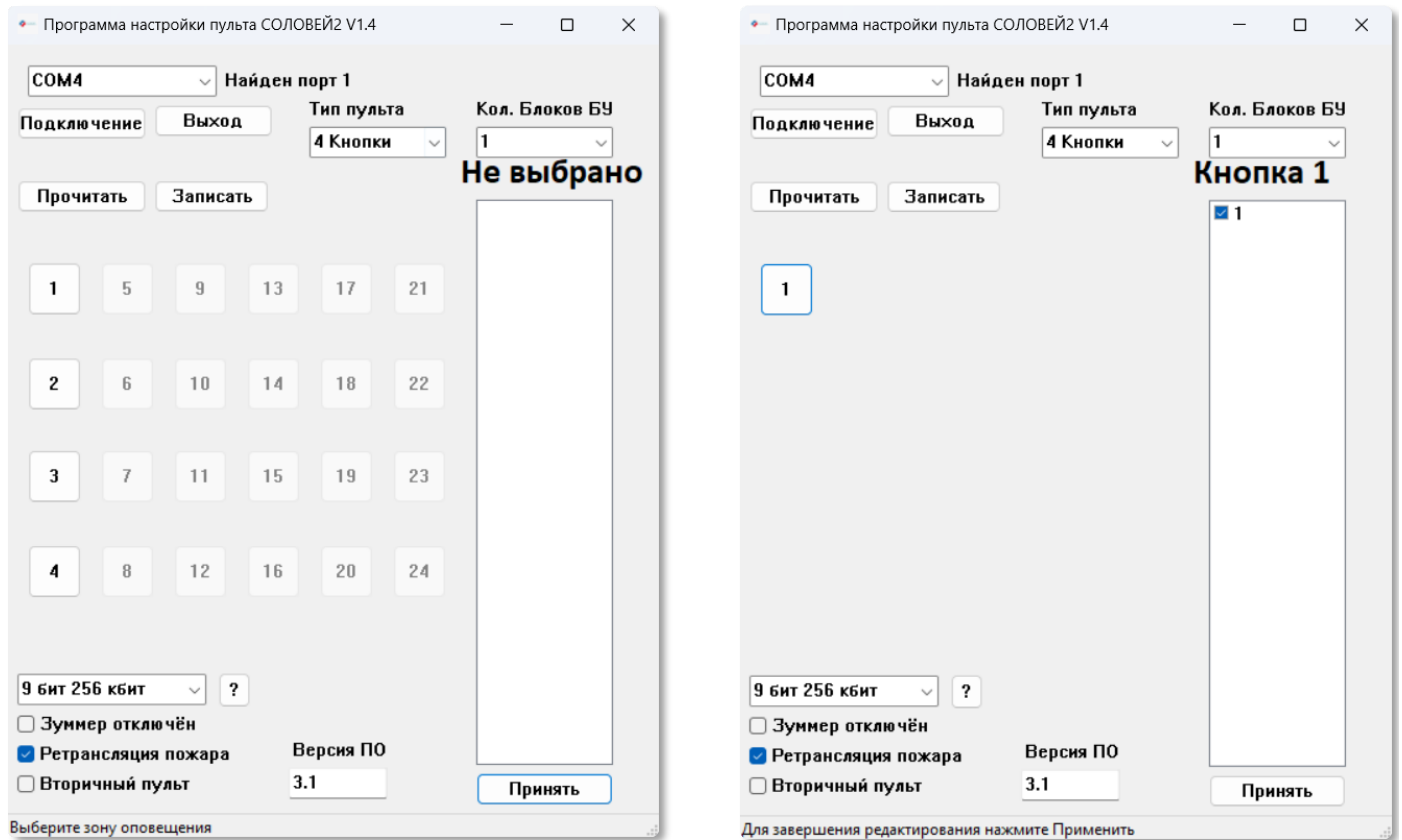 Программа настройки пульта СОЛОВЕЙ2 V1.4
COM4
Найден порт 1
Подключение
Выход
Тип пульта
Кол. Блоков БУ
4 Кнопки
1
Не выбрано
Прочитать
Записать
1 5 9 13 17 21
2 6 10 14 18 22
3 7 11 15 19 23
4 8 12 16 20 24
9 бит 256 кбит
?
Зуммер отключён
Ретрансляция пожара
Вторичный пульт
Версия ПО
3.1
Принять
Выберите зону оповещения
Программа настройки пульта СОЛОВЕЙ2 V1.4
COM4
Найден порт 1
Подключение
Выход
Тип пульта
Кол. Блоков БУ
4 Кнопки
1
Кнопка 1
Прочитать
Записать
1
1
9 бит 256 кбит
?
Зуммер отключён
Ретрансляция пожара
Вторичный пульт
Версия ПО
3.1
Принять
Для завершения редактирования нажмите Применить